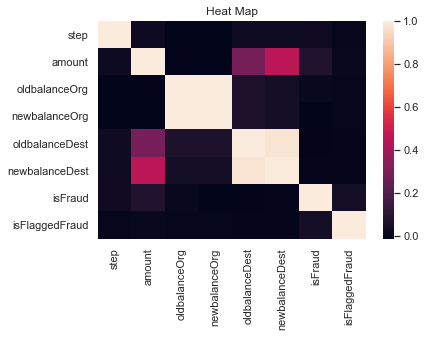 Heat Map
step
amount
oldbalanceOrg
newbalanceOrg
oldbalanceDest
newbalanceDest
isFraud
isFlaggedFraud
step
amount
oldbalanceOrg
newbalanceOrg
oldbalanceDest
newbalanceDest
isFraud
isFlaggedFraud
1.0
0.8
0.6
0.4
0.2
0.0